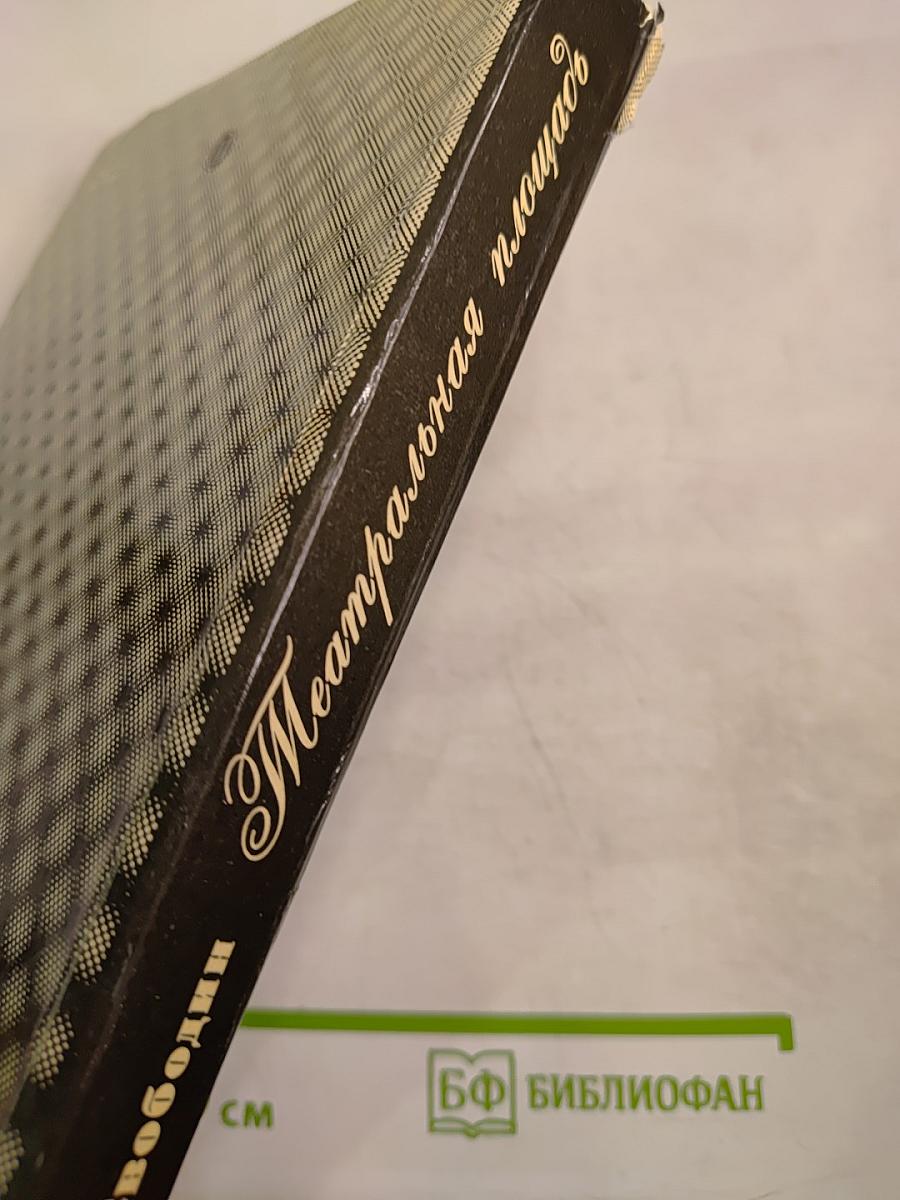 Театральная площадь
вободин
см
БФ БИБЛИОФАН